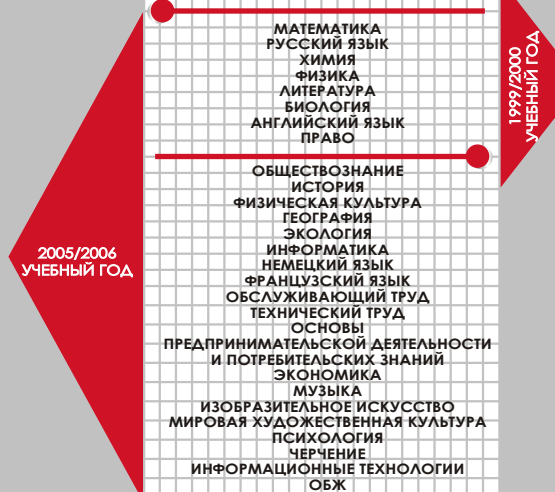 МАТЕМАТИКА
РУССКИЙ ЯЗЫК
ХИМИЯ
ФИЗИКА
ЛИТЕРАТУРА
БИОЛОГИЯ
АНГЛИЙСКИЙ ЯЗЫК
ПРАВО
1999/2000
УЧЕБНЫЙ ГОД
ОБЩЕСТВОЗНАНИЕ
ИСТОРИЯ
ФИЗИЧЕСКАЯ КУЛЬТУРА
ГЕОГРАФИЯ
ЭКОЛОГИЯ
ИНФОРМАТИКА
НЕМЕЦКИЙ ЯЗЫК
ФРАНЦУЗСКИЙ ЯЗЫК
ОБСЛУЖИВАЮЩИЙ ТРУД
ТЕХНИЧЕСКИЙ ТРУД
ОСНОВЫ
ПРЕДПРИНИМАТЕЛЬСКОЙ ДЕЯТЕЛЬНОСТИ
И ПОТРЕБИТЕЛЬСКИХ ЗНАНИЙ
ЭКОНОМИКА
МУЗЫКА
ИЗОБРАЗИТЕЛЬНОЕ ИСКУССТВО
МИРОВАЯ ХУДОЖЕСТВЕННАЯ КУЛЬТУРА
ПСИХОЛОГИЯ
ЧЕРЧЕНИЕ
ИНФОРМАЦИОННЫЕ ТЕХНОЛОГИИ
ОБЖ
2005/2006
УЧЕБНЫЙ ГОД